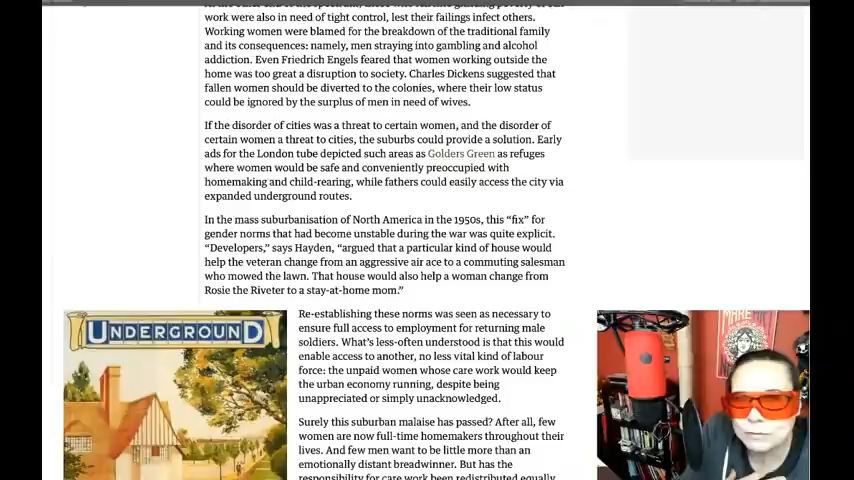 work were also in need of tight control, lest their failings infect others.
Working women were blamed for the breakdown of the traditional family
and its consequences: namely, men straying into gambling and alcohol
addiction. Even Friedrich Engels feared that women working outside the
home was too great a disruption to society. Charles Dickens suggested that
fallen women should be diverted to the colonies, where their low status
could be ignored by the surplus of men in need of wives.
If the disorder of cities was a threat to certain women, and the disorder of
certain women a threat to cities, the suburbs could provide a solution. Early
ads for the London tube depicted such areas as Golders Green as refuges
where women would be safe and conveniently preoccupied with
homemaking and child-rearing, while fathers could easily access the city via
expanded underground routes.
In the mass suburbanisation of North America in the 1950s, this “fix” for
gender norms that had become unstable during the war was quite explicit.
“Developers,” says Hayden, “argued that a particular kind of house would
help the veteran change from an aggressive air ace to a commuting salesman
who mowed the lawn. That house would also help a woman change from
Rosie the Riveter to a stay-at-home mom.”
UNDERGROUND
Re-establishing these norms was seen as necessary to
ensure full access to employment for returning male
soldiers. What’s less-often understood is that this would
enable access to another, no less vital kind of labour
force: the unpaid women whose care work would keep
the urban economy running, despite being
unappreciated or simply unacknowledged.
Surely this suburban malaise has passed? After all, few
women are now full-time homemakers throughout their
lives. And few men want to be little more than an
emotionally distant breadwinner. But has the
responsibility for care work been redistributed equally
MARE